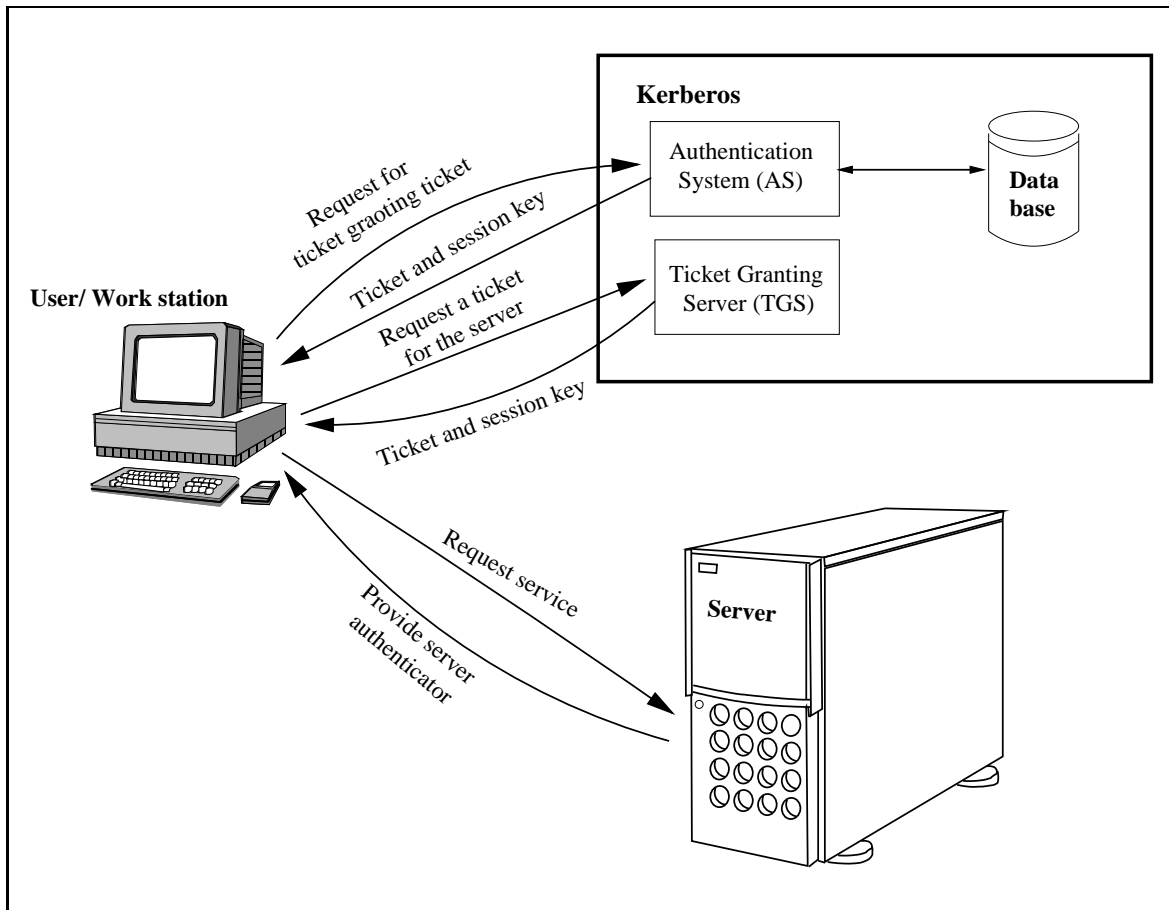 Kerberos
Authentication
System (AS)
Data
base
Request for
ticket graoting ticket
Ticket and session key
Ticket Granting
Server (TGS)
User/ Work station
Request a ticket
for the server
Ticket and session key
Request service
Provide server
authenticator
Server